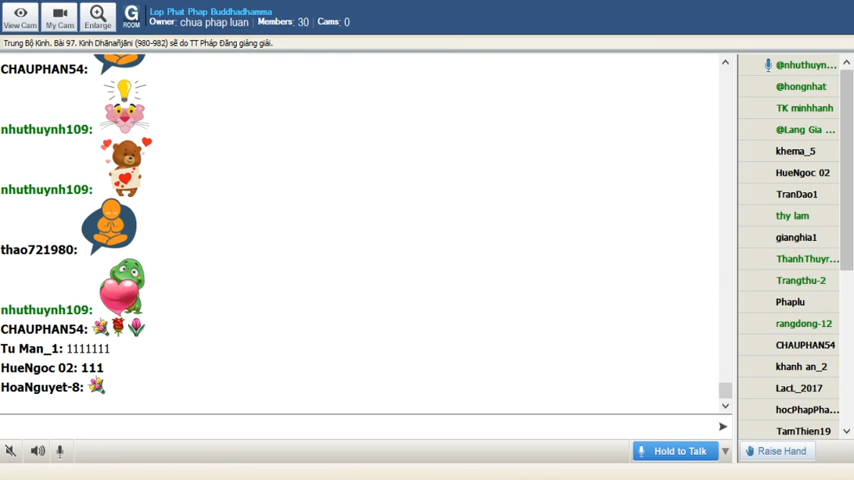 View Cam
My Cam
Enlarge
G
ROOM
Lop Phat Phap Buddhadhamma
Owner: chua phap luan Members: 30 Cams: 0
Trung Bộ Kinh. Bài 97. Kinh Dhānañjāni (980-982) sẽ do TT Pháp Đăng giảng giải.
CHAUPHAN54:
nhuthuynh109:
nhuthuynh109:
thao721980:
nhuthuynh109:
CHAUPHAN54:
Tu Man_1: 1111111
HueNgoc 02: 111
HoaNguyet-8:
@nhuthuyn...
@hongnhat
TK minhhanh
@Lang Gia ...
khema_5
HueNgoc 02
TranDao1
thy lam
gianghia1
ThanhThuyr...
Trangthu-2
Phaplu
rangdong-12
CHAUPHAN54
khanh an_2
LacL_2017
hocPhapPha...
TamThien19
Hold to Talk
Raise Hand